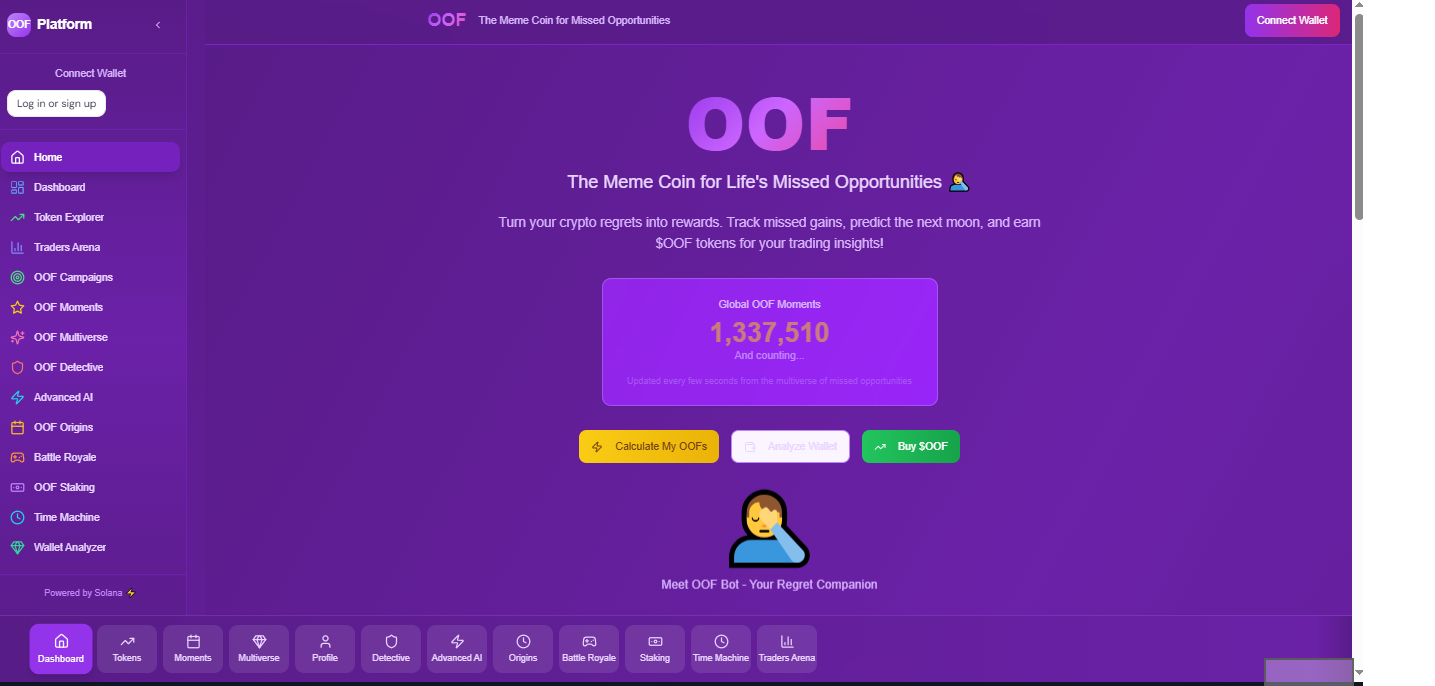 OOF Platform
Connect Wallet
Log in or sign up
Home
Dashboard
Token Explorer
Traders Arena
OOF Campaigns
OOF Moments
OOF Multiverse
OOF Detective
Advanced AI
OOF Origins
Battle Royale
OOF Staking
Time Machine
Wallet Analyzer
Powered by Solana ⚡
OOF The Meme Coin for Missed Opportunities
Connect Wallet
OOF
The Meme Coin for Life's Missed Opportunities 🤦‍♂️
Turn your crypto regrets into rewards. Track missed gains, predict the next moon, and earn
$OOF tokens for your trading insights!
Global OOF Moments
1,337,510
And counting...
Updated every few seconds from the multiverse of missed opportunities
Calculate My OOFs
Analyze Wallet
Buy $OOF
Meet OOF Bot - Your Regret Companion
Dashboard
Tokens
Moments
Multiverse
Profile
Detective
Advanced AI
Origins
Battle Royale
Staking
Time Machine
Traders Arena